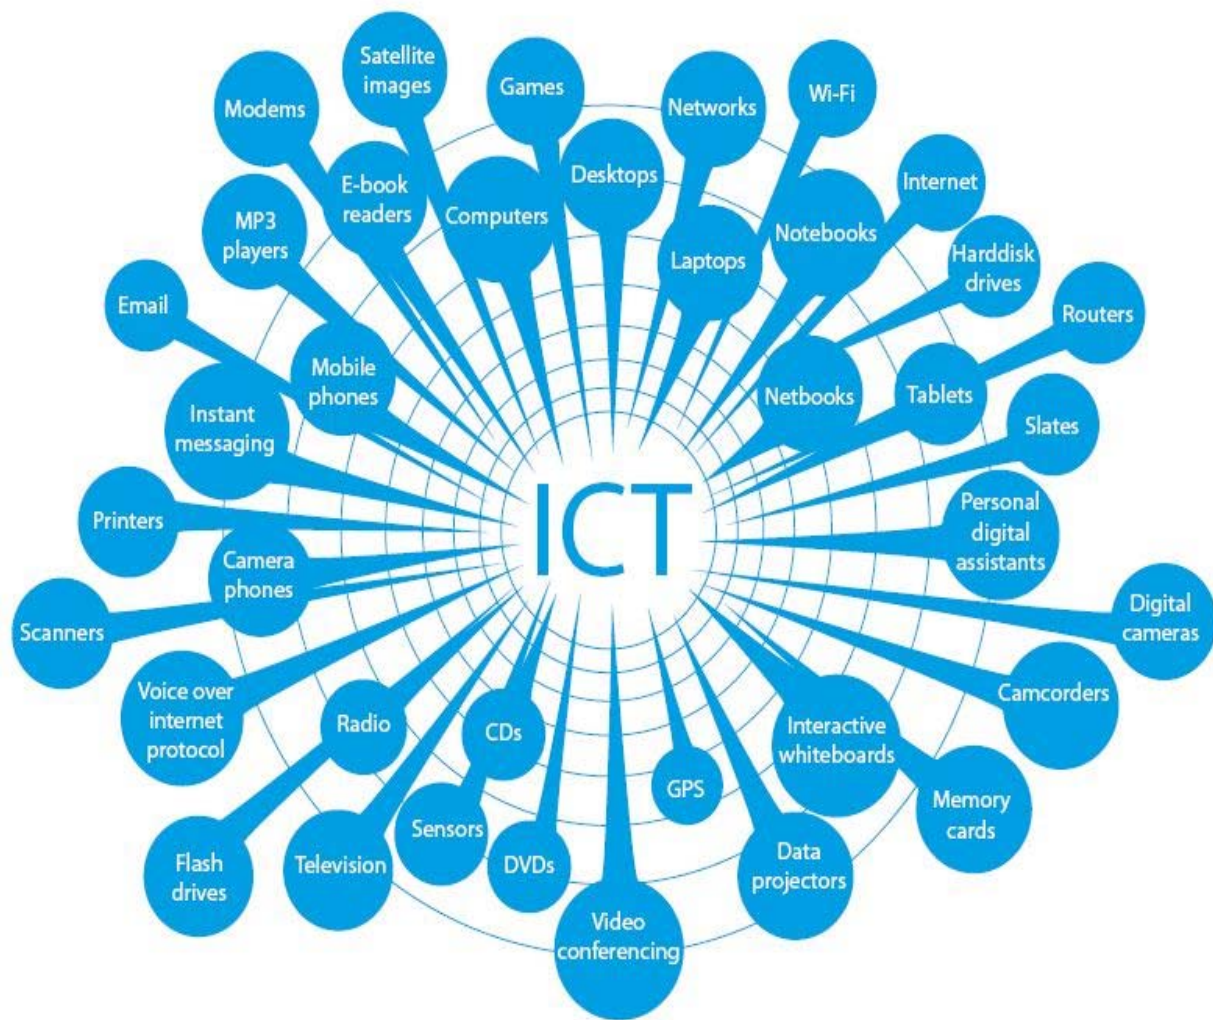 Satellite
images
Games
Networks
Wi-Fi
Modems
Desktops
E-book
readers
Computers
Notebooks
Internet
MP3
players
Laptops
Harddisk
drives
Email
Routers
Mobile
phones
Netbooks
Tablets
Instant
messaging
Slates
ICT
Printers
Personal
digital
assistants
Camera
phones
Scanners
Digital
cameras
Voice over
internet
protocol
Radio
CDs
Interactive
whiteboards
Camcorders
GPS
Memory
cards
Sensors
Flash
drives
Television
DVDs
Data
projectors
Video
conferencing